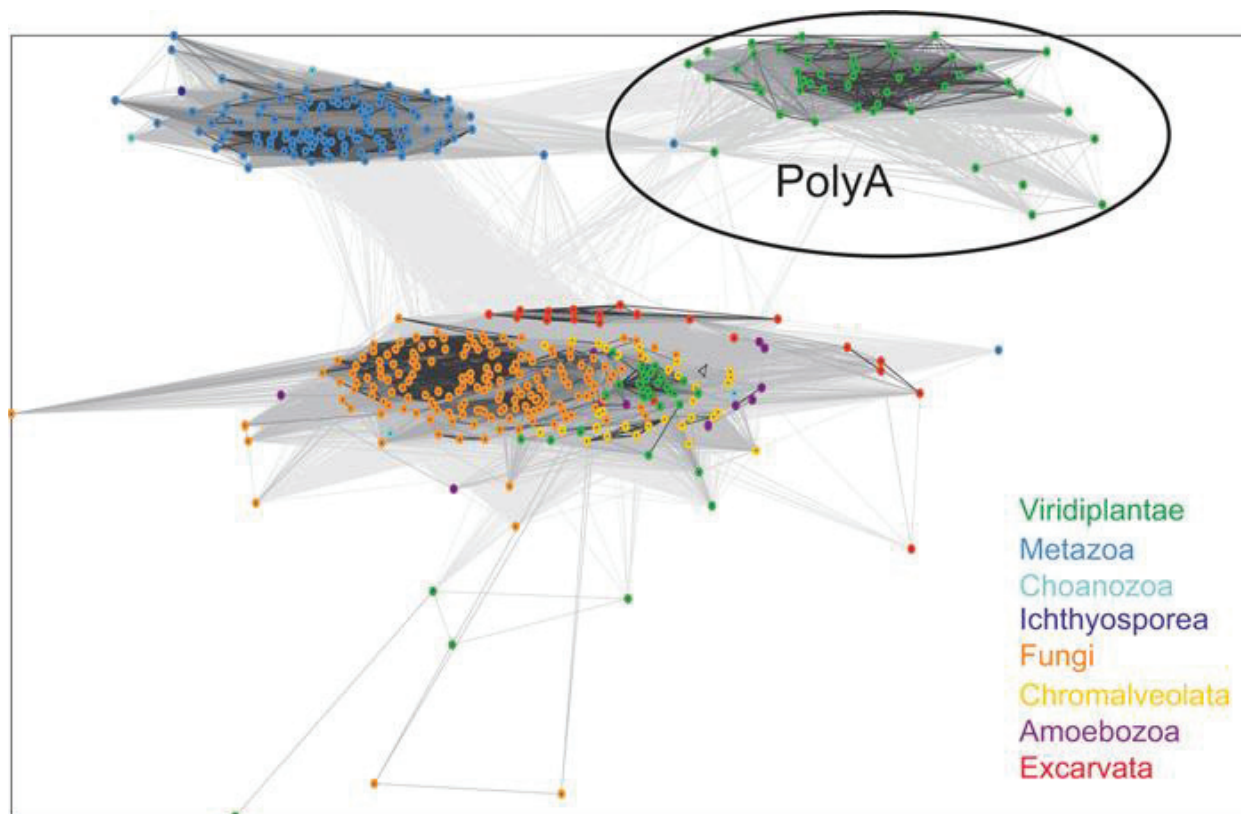 PolyA
Viridiplantae
Metazoa
Choanozoa
Ichthyosporea
Fungi
Chromalveolata
Amoebozoa
Excarvata